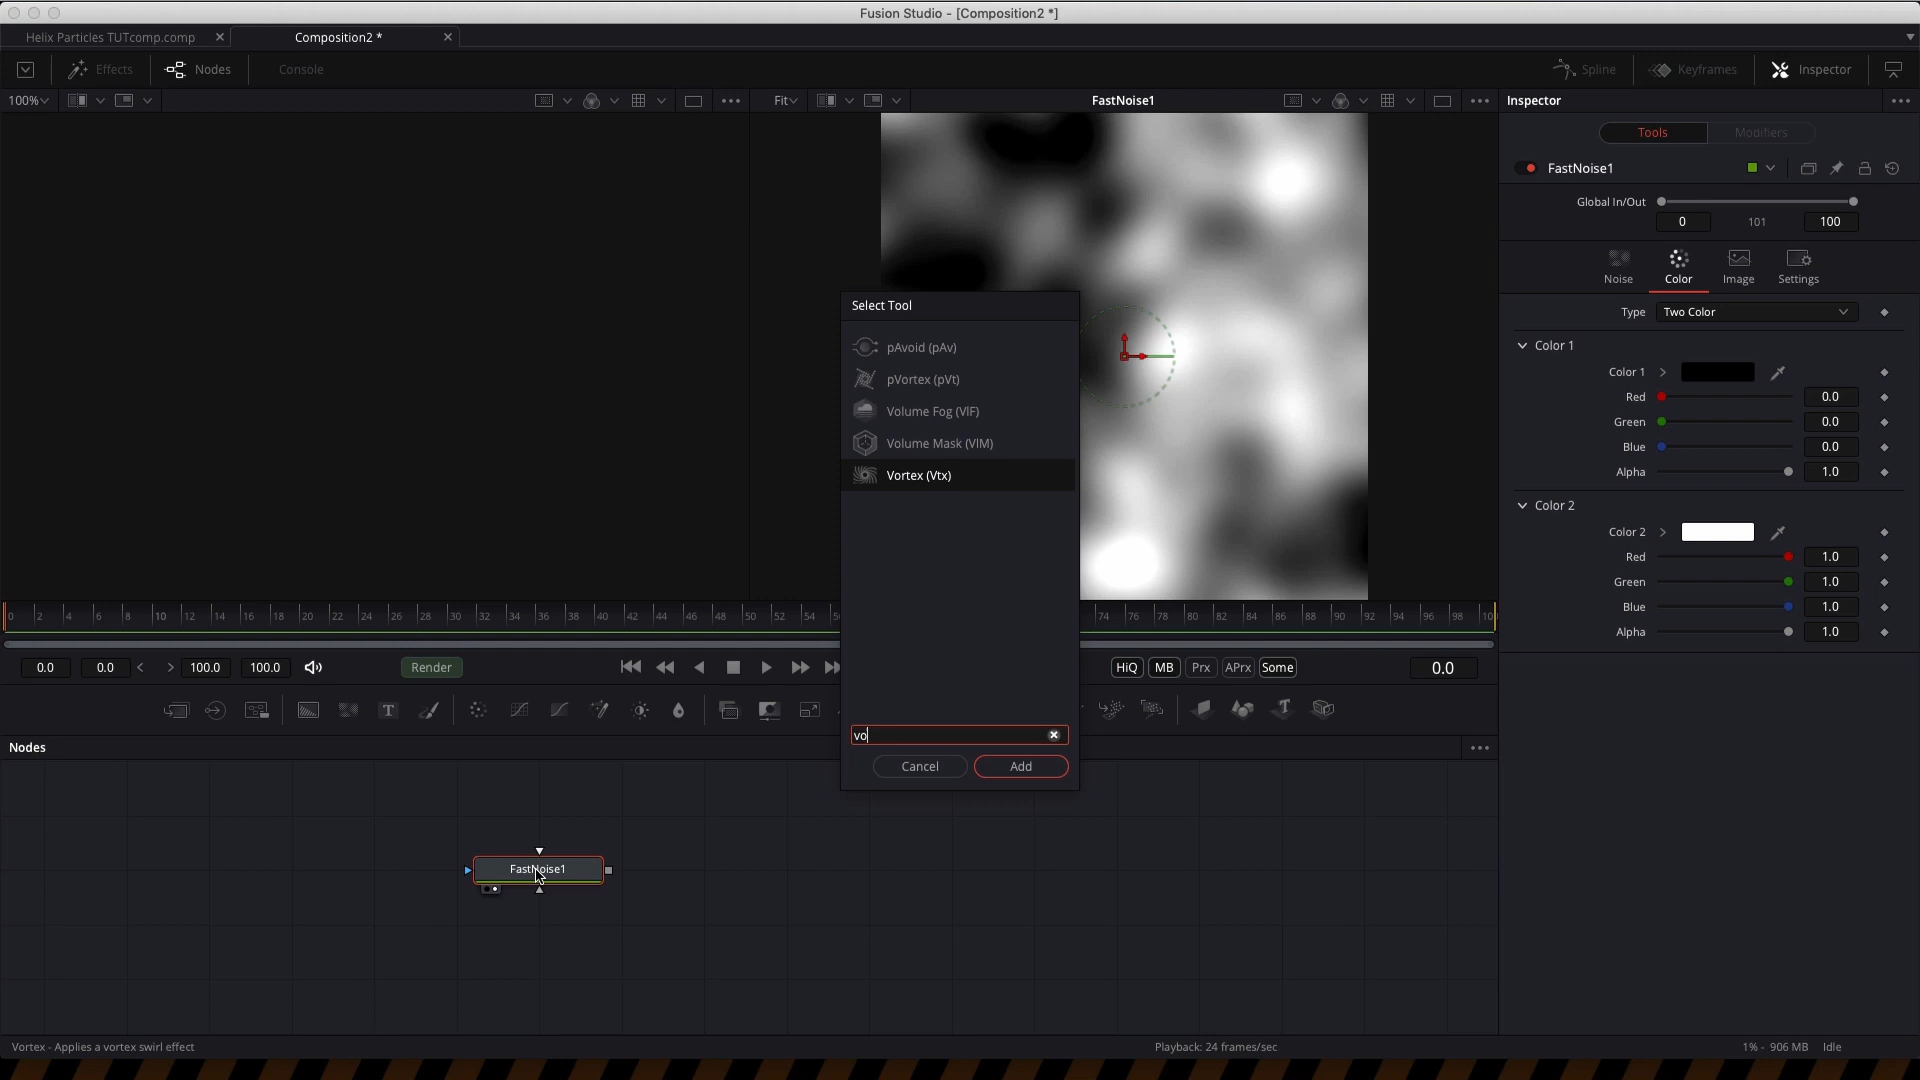 Fusion Studio - [Composition2 *]
Helix Particles TUTcomp.comp
Composition2 *
Effects
Nodes
Console
Spline
Keyframes
Inspector
100%
Fit
FastNoise1
Inspector
Tools
Modifiers
FastNoise1
Global In/Out
0
101
100
Noise
Color
Image
Settings
Type
Two Color
Color 1
Color 1
Red
0.0
Green
0.0
Blue
0.0
Alpha
1.0
Color 2
Color 2
Red
1.0
Green
1.0
Blue
1.0
Alpha
1.0
Select Tool
pAvoid (pAv)
pVortex (pVt)
Volume Fog (VlF)
Volume Mask (VlM)
Vortex (Vtx)
vo
Cancel
Add
0 2 4 6 8 10 12 14 16 18 20 22 24 26 28 30 32 34 36 38 40 42 44 46 48 50 52 54 74 76 78 80 82 84 86 88 90 92 94 96 98
0.0
0.0
100.0
100.0
Render
HiQ
MB
Prx
APrx
Some
0.0
Nodes
FastNoise1
Vortex - Applies a vortex swirl effect
Playback: 24 frames/sec
1% - 906 MB
Idle